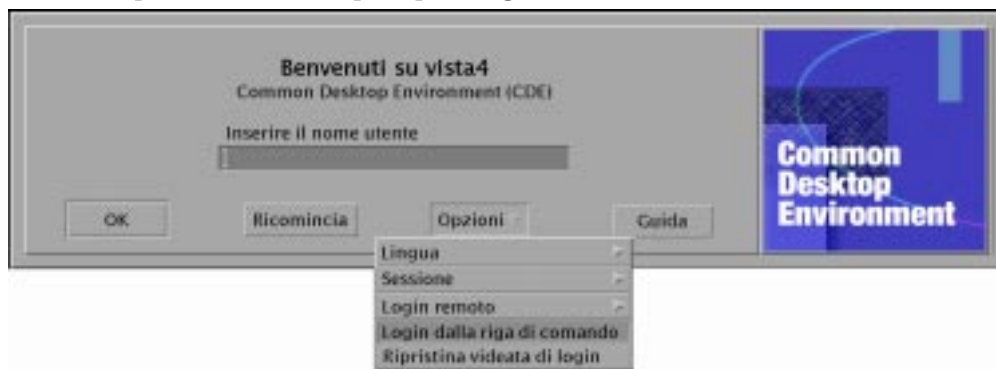 Benvenuti su vista4
Common Desktop Environment (CDE)
Inserire il nome utente
OK
Ricomincia
Opzioni
Guida
Common
Desktop
Environment
Lingua
Sessione
Login remoto
Login dalla riga di comando
Ripristina videata di login